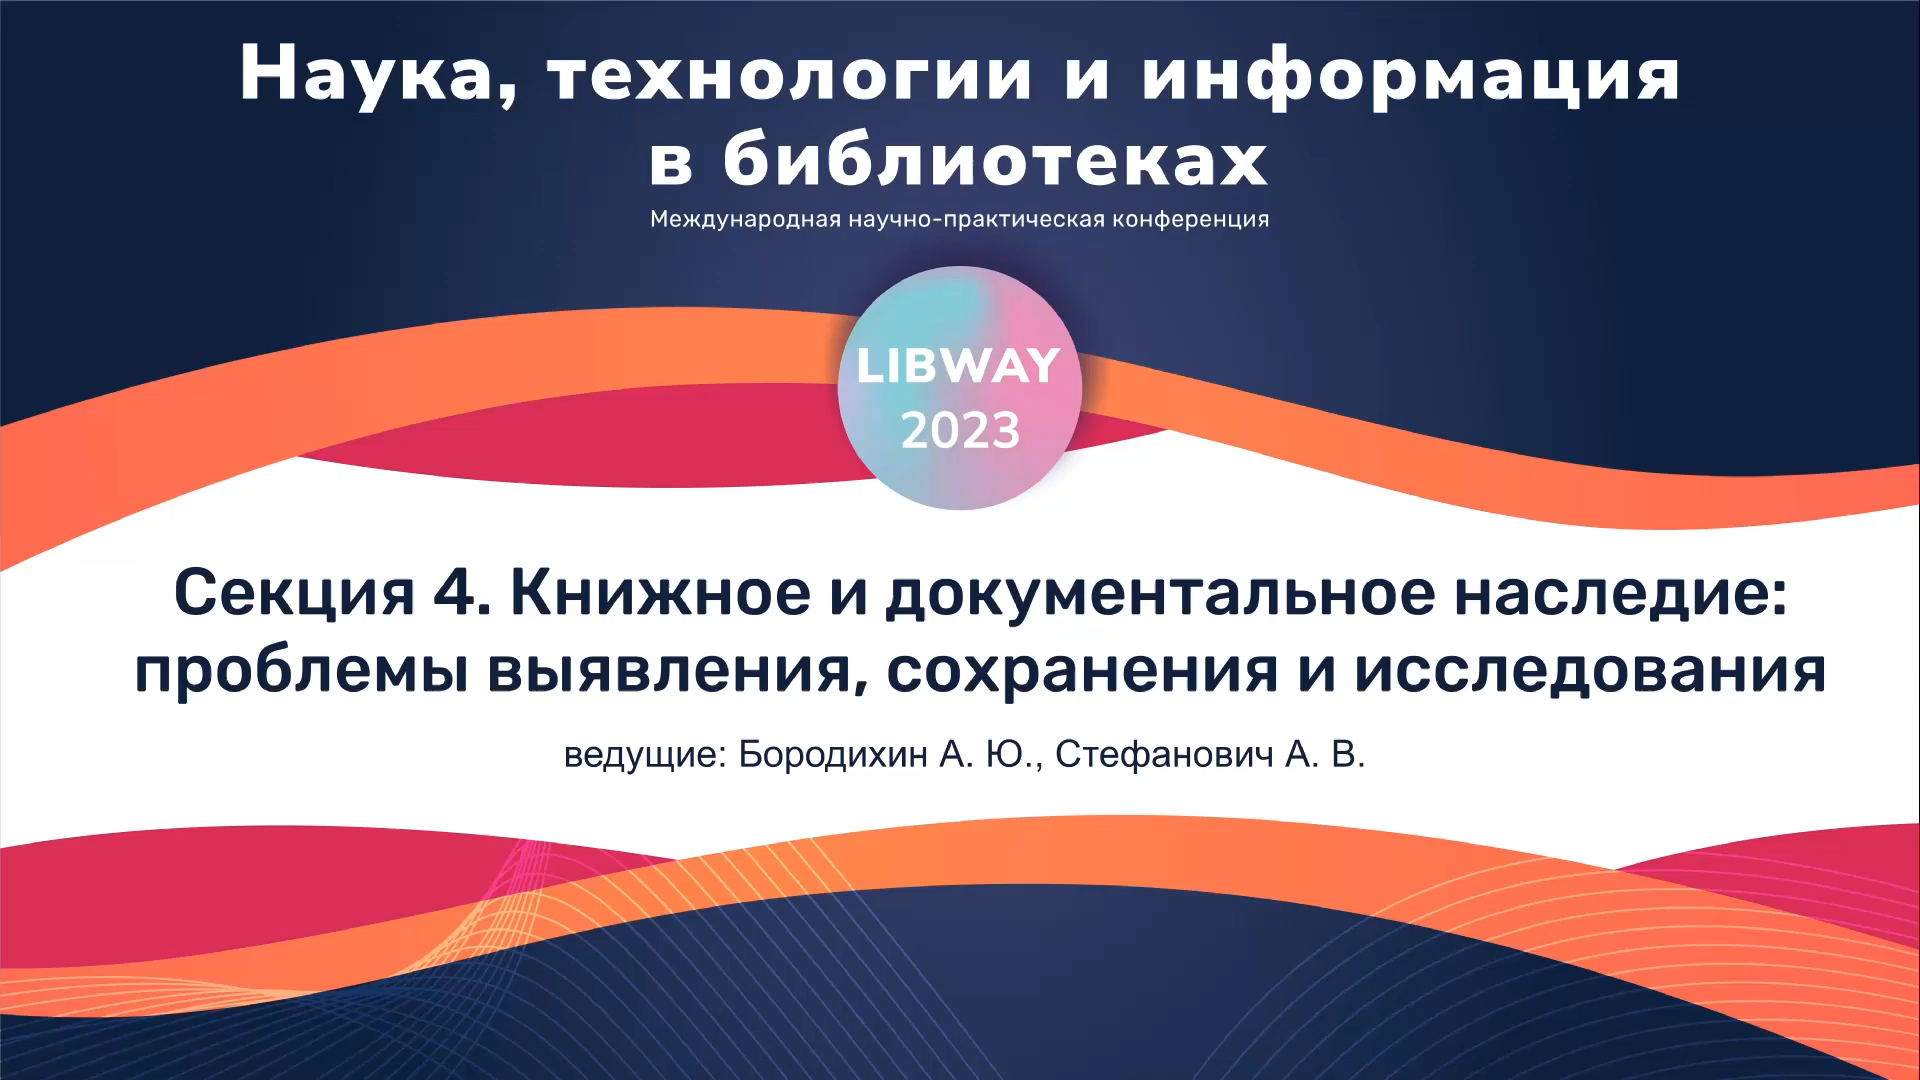 Наука, технологии и информация
в библиотеках
Международная научно-практическая конференция
LIBWAY
2023
Секция 4. Книжное и документальное наследие:
проблемы выявления, сохранения и исследования
ведущие: Бородихин А. Ю., Стефанович А. В.